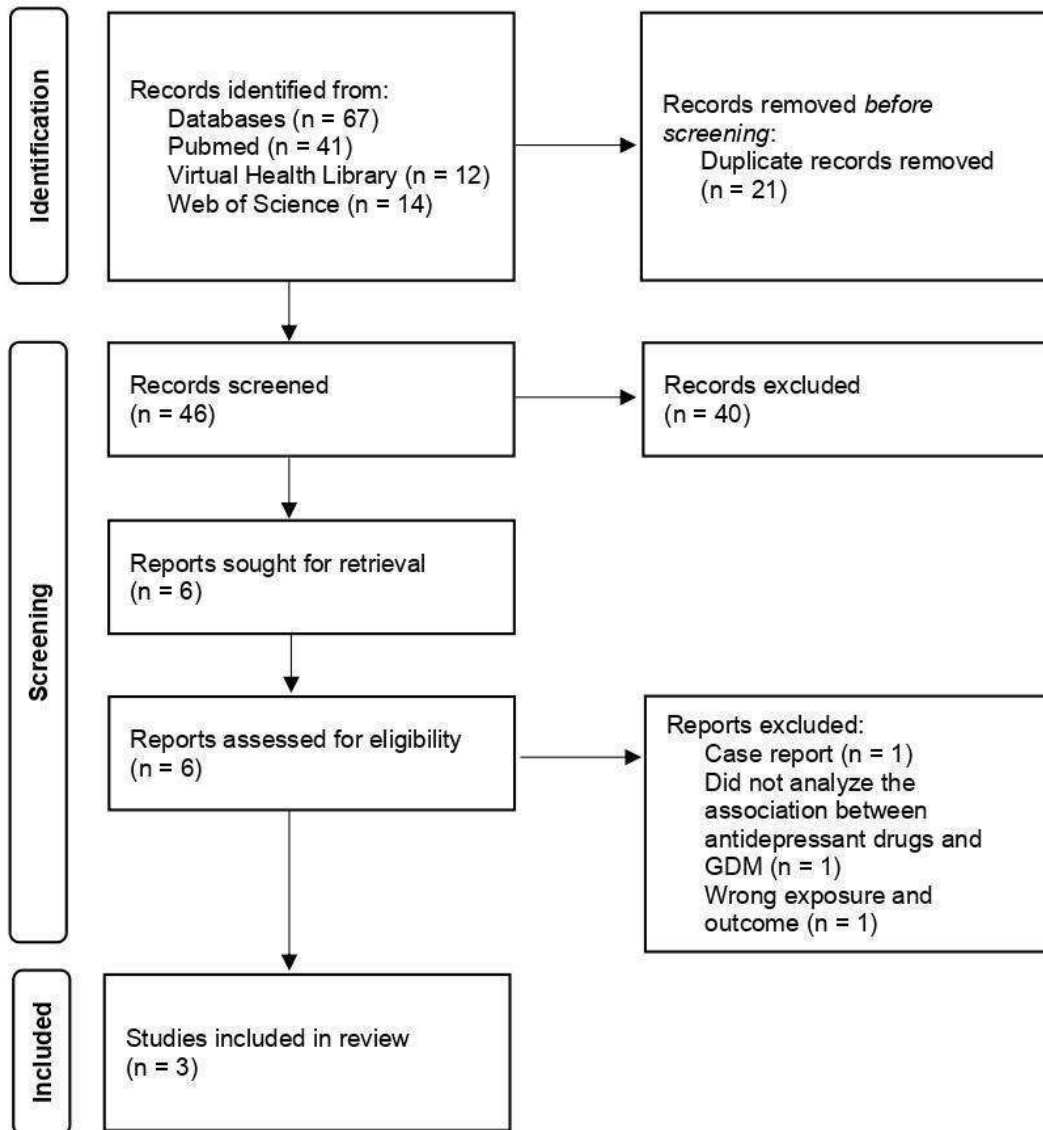 Identification
Records identified from:
Databases (n = 67)
Pubmed (n = 41)
Virtual Health Library (n = 12)
Web of Science (n = 14)
Records removed before
screening:
Duplicate records removed
(n = 21)
Screening
Records screened
(n = 46)
Records excluded
(n = 40)
Reports sought for retrieval
(n = 6)
Reports assessed for eligibility
(n = 6)
Reports excluded:
Case report (n = 1)
Did not analyze the
association between
antidepressant drugs and
GDM (n = 1)
Wrong exposure and
outcome (n = 1)
Included
Studies included in review
(n = 3)